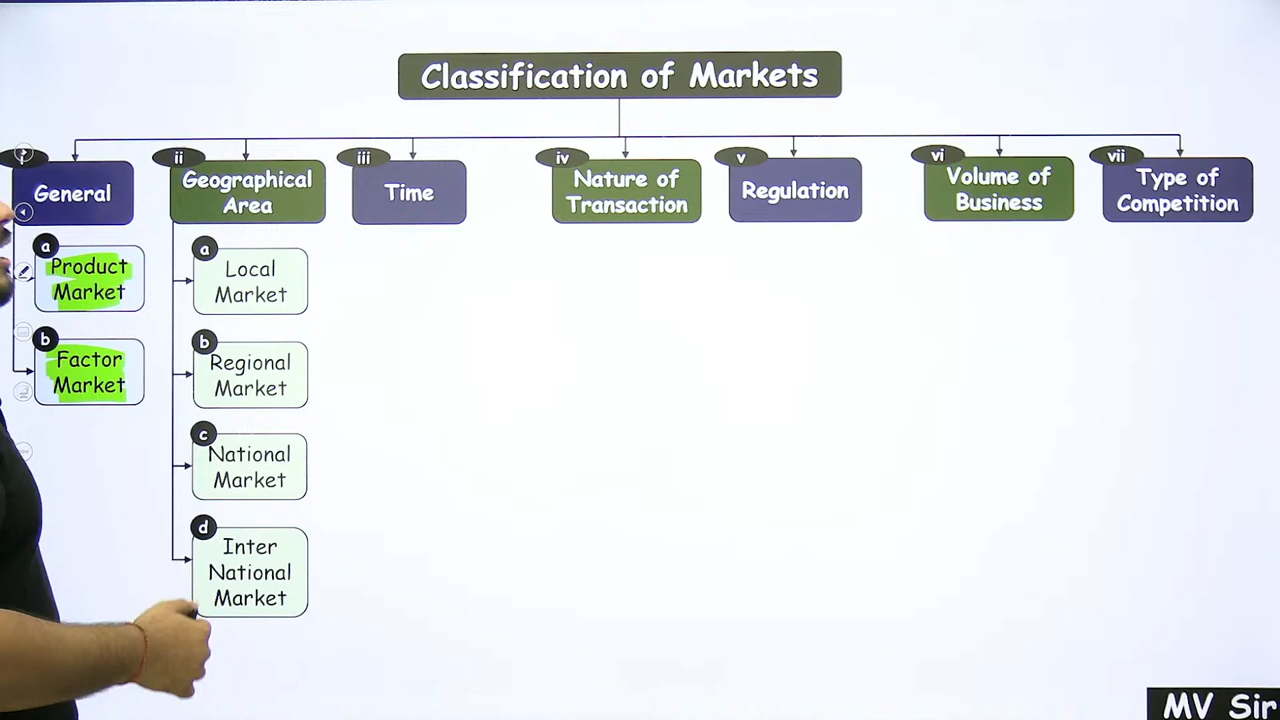 Classification of Markets
i
General
a
Product
Market
b
Factor
Market
ii
Geographical
Area
a
Local
Market
b
Regional
Market
c
National
Market
d
Inter
National
Market
iii
Time
iv
Nature of
Transaction
v
Regulation
vi
Volume of
Business
vii
Type of
Competition
MV Sir